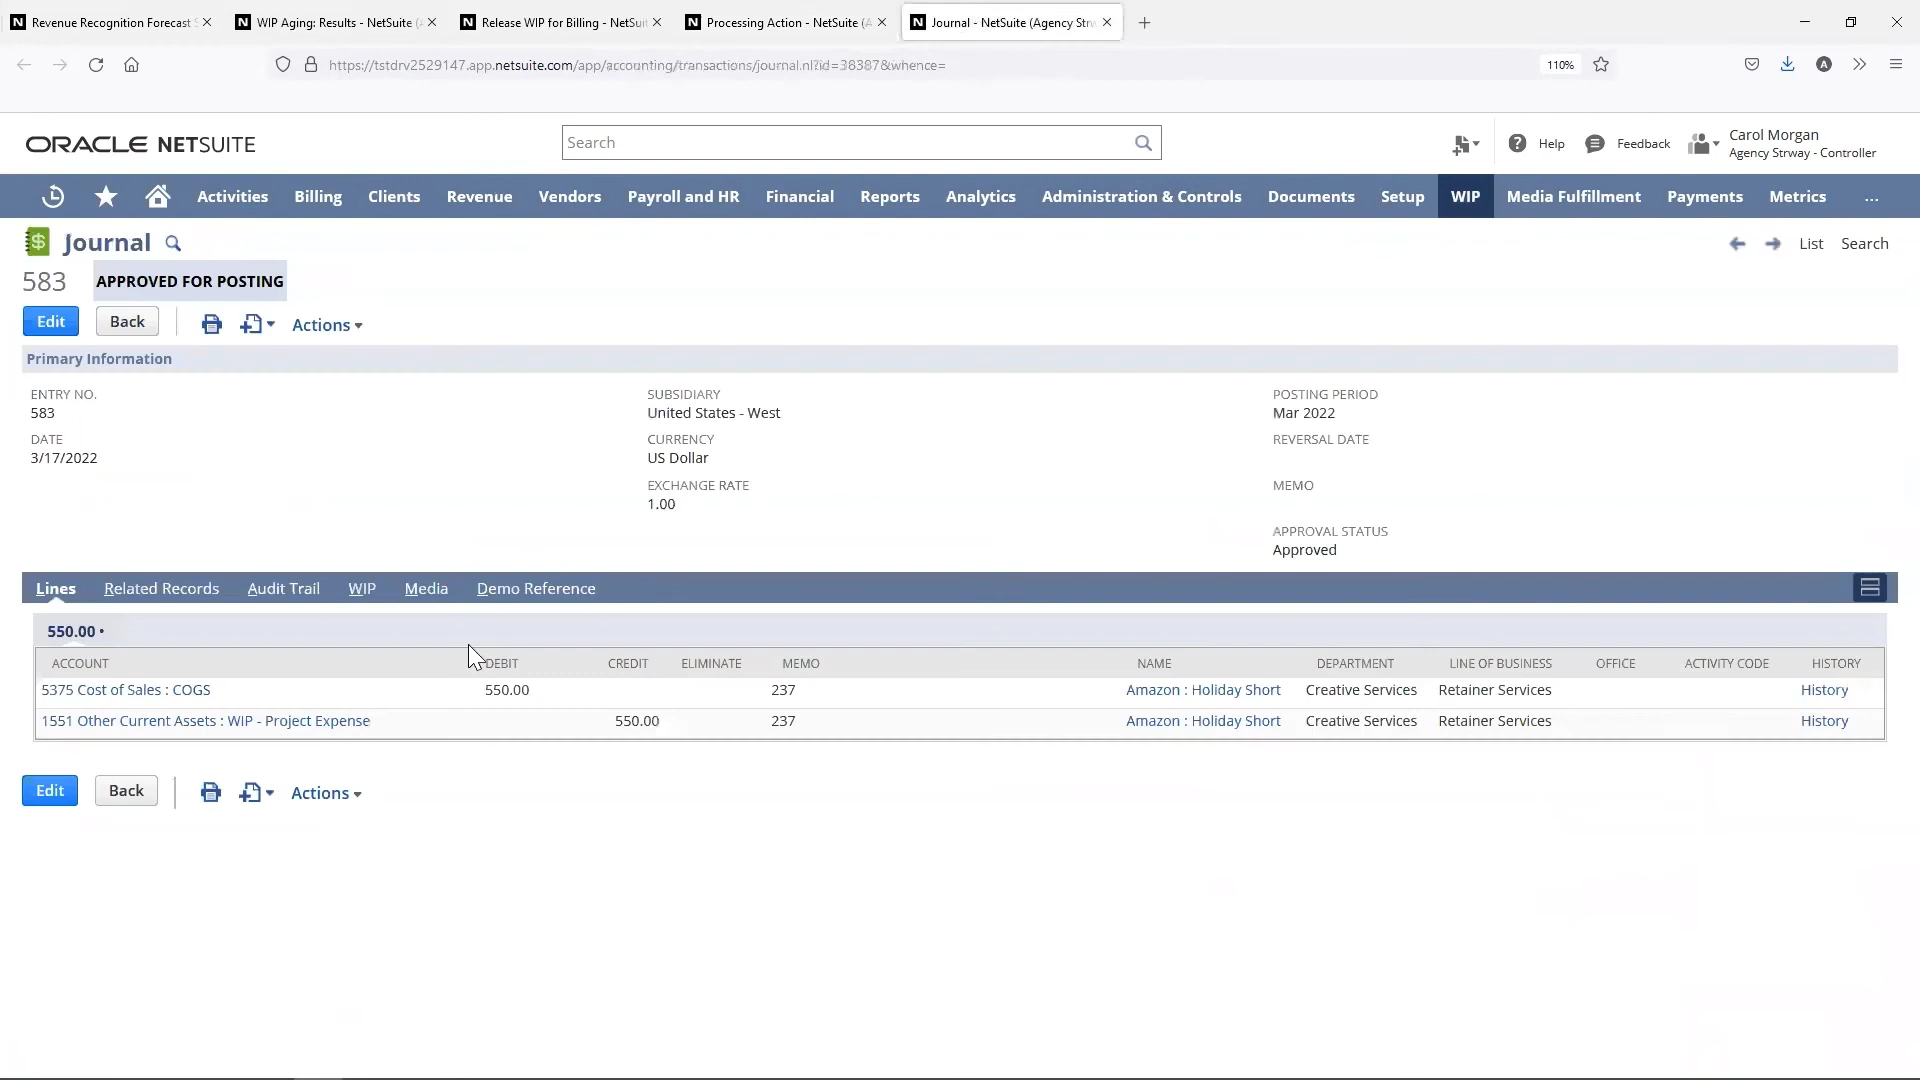 Revenue Recognition Forecast S
WIP Aging: Results - NetSuite (A
Release WIP for Billing - NetSuit
Processing Action - NetSuite (A
Journal - NetSuite (Agency Strw
https://tstdrv2529147.app.netsuite.com/app/accounting/transactions/journal.nl?id=38387&whence=
110%
A
ORACLE NETSUITE
Search
Help
Feedback
Carol Morgan
Agency Strway - Controller
Activities Billing Clients Revenue Vendors Payroll and HR Financial Reports Analytics Administration & Controls Documents Setup WIP Media Fulfillment Payments Metrics ...
Journal
List Search
583 APPROVED FOR POSTING
Edit Back Actions
Primary Information
ENTRY NO. SUBSIDIARY POSTING PERIOD
583 United States - West Mar 2022
DATE CURRENCY REVERSAL DATE
3/17/2022 US Dollar
EXCHANGE RATE MEMO
1.00
APPROVAL STATUS
Approved
Lines Related Records Audit Trail WIP Media Demo Reference
550.00 •
ACCOUNT DEBIT CREDIT ELIMINATE MEMO NAME DEPARTMENT LINE OF BUSINESS OFFICE ACTIVITY CODE HISTORY
5375 Cost of Sales : COGS 550.00 237 Amazon : Holiday Short Creative Services Retainer Services History
1551 Other Current Assets : WIP - Project Expense 550.00 237 Amazon : Holiday Short Creative Services Retainer Services History
Edit Back Actions